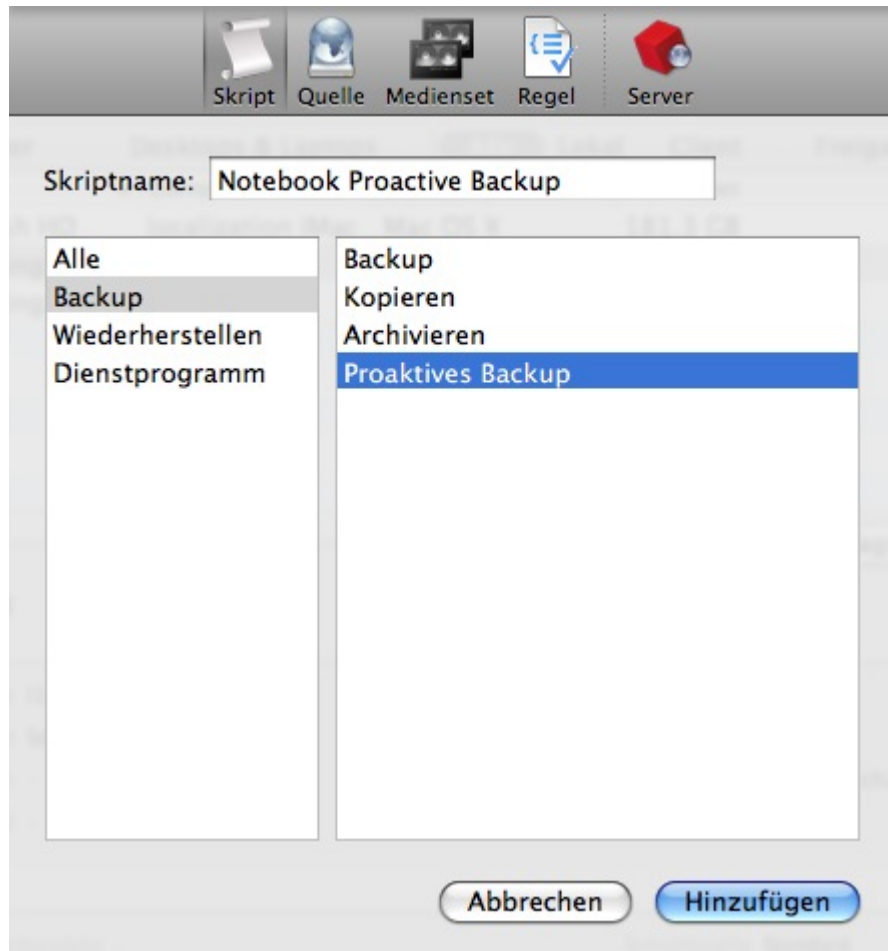 Skript Quelle Medienset Regel Server
Skriptname: Notebook Proactive Backup
Alle
Backup
Wiederherstellen
Dienstprogramm
Backup
Kopieren
Archivieren
Proaktives Backup
Abbrechen Hinzufügen